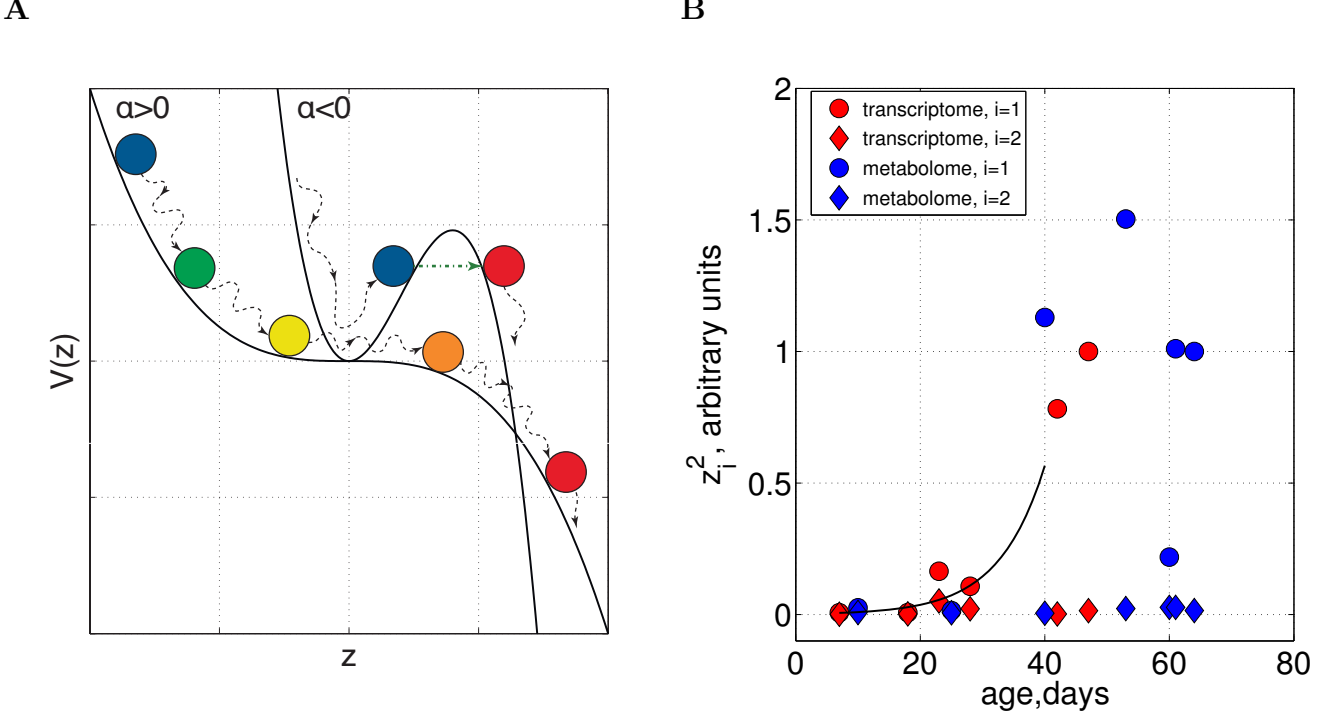 A
B
α>0
α<0
V(z)
z
2
1.5
1
0.5
0
transcriptome, i=1
transcriptome, i=2
metabolome, i=1
metabolome, i=2
z_i^2, arbitrary units
0 20 40 60 80
age,days